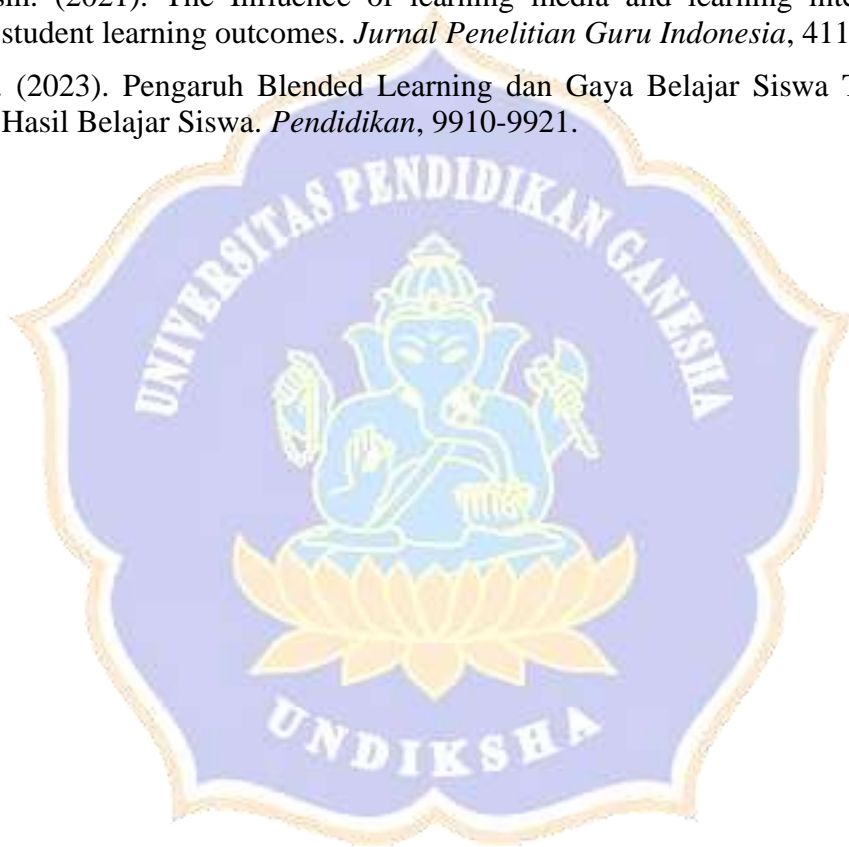 (2021). The Influence of learning media and learning
student learning outcomes. Jurnal Penelitian Guru Indonesia, 411
(2023). Pengaruh Blended Learning dan Gaya Belajar Siswa
Hasil Belajar Siswa. Pendidikan, 9910-9921.
UNIVERSITAS PENDIDIKAN GANESHA
UNDIKSHA